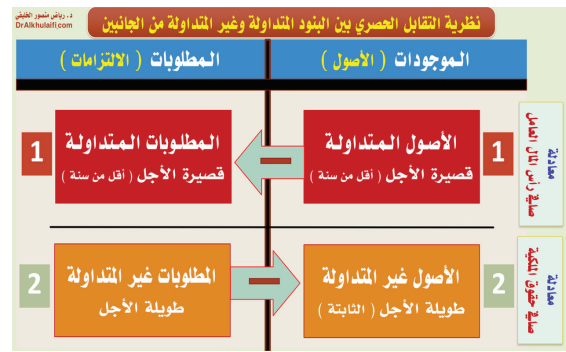 د. رياض منصور الخليفي
DrAlkhulaifi.com
نظرية التقابل الحصري بين البنود المتداولة وغير المتداولة من الجانبين
الموجودات ( الأصول )
المطلوبات ( الالتزامات )
معادلة
صافي رأس المال العامل
1
الأصول المتداولة
قصيرة الأجل ( أقل من سنة )
المطلوبات المتداولة
قصيرة الأجل ( أقل من سنة )
1
معادلة
صافي حقوق الملكية
2
الأصول غير المتداولة
طويلة الأجل ( الثابتة )
المطلوبات غير المتداولة
طويلة الأجل
2